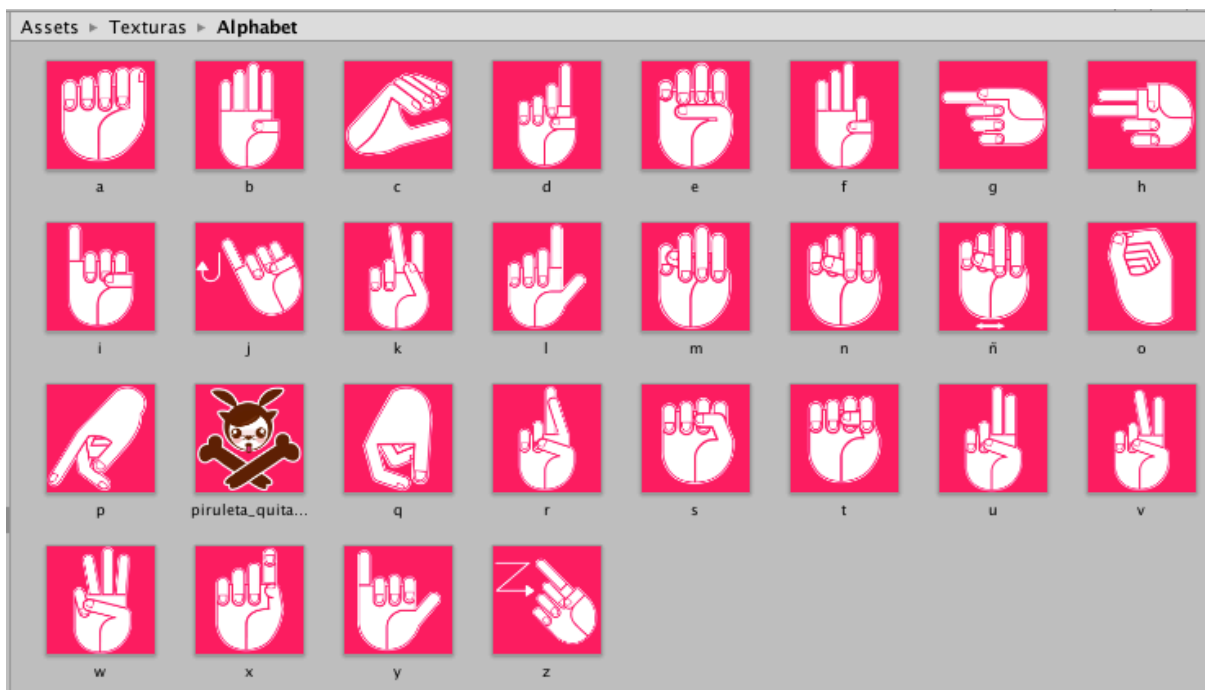 Assets ▸ Texturas ▸ Alphabet
a b c d e f g h
i j k l m n ñ o
p piruleta_quita... q r s t u v
w x y z